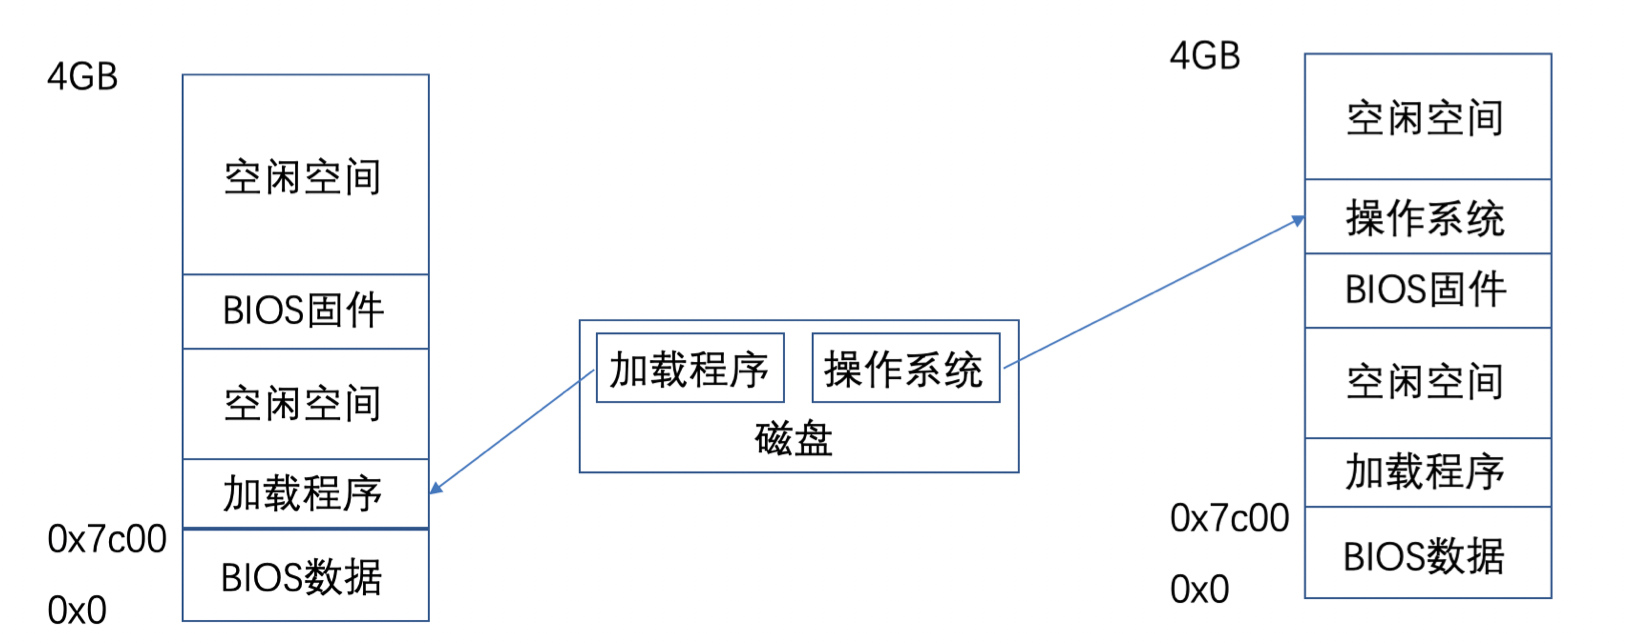 4GB
空闲空间
BIOS固件
空闲空间
加载程序
0x7c00
BIOS数据
0x0
加载程序
操作系统
磁盘
4GB
空闲空间
操作系统
BIOS固件
空闲空间
加载程序
0x7c00
BIOS数据
0x0